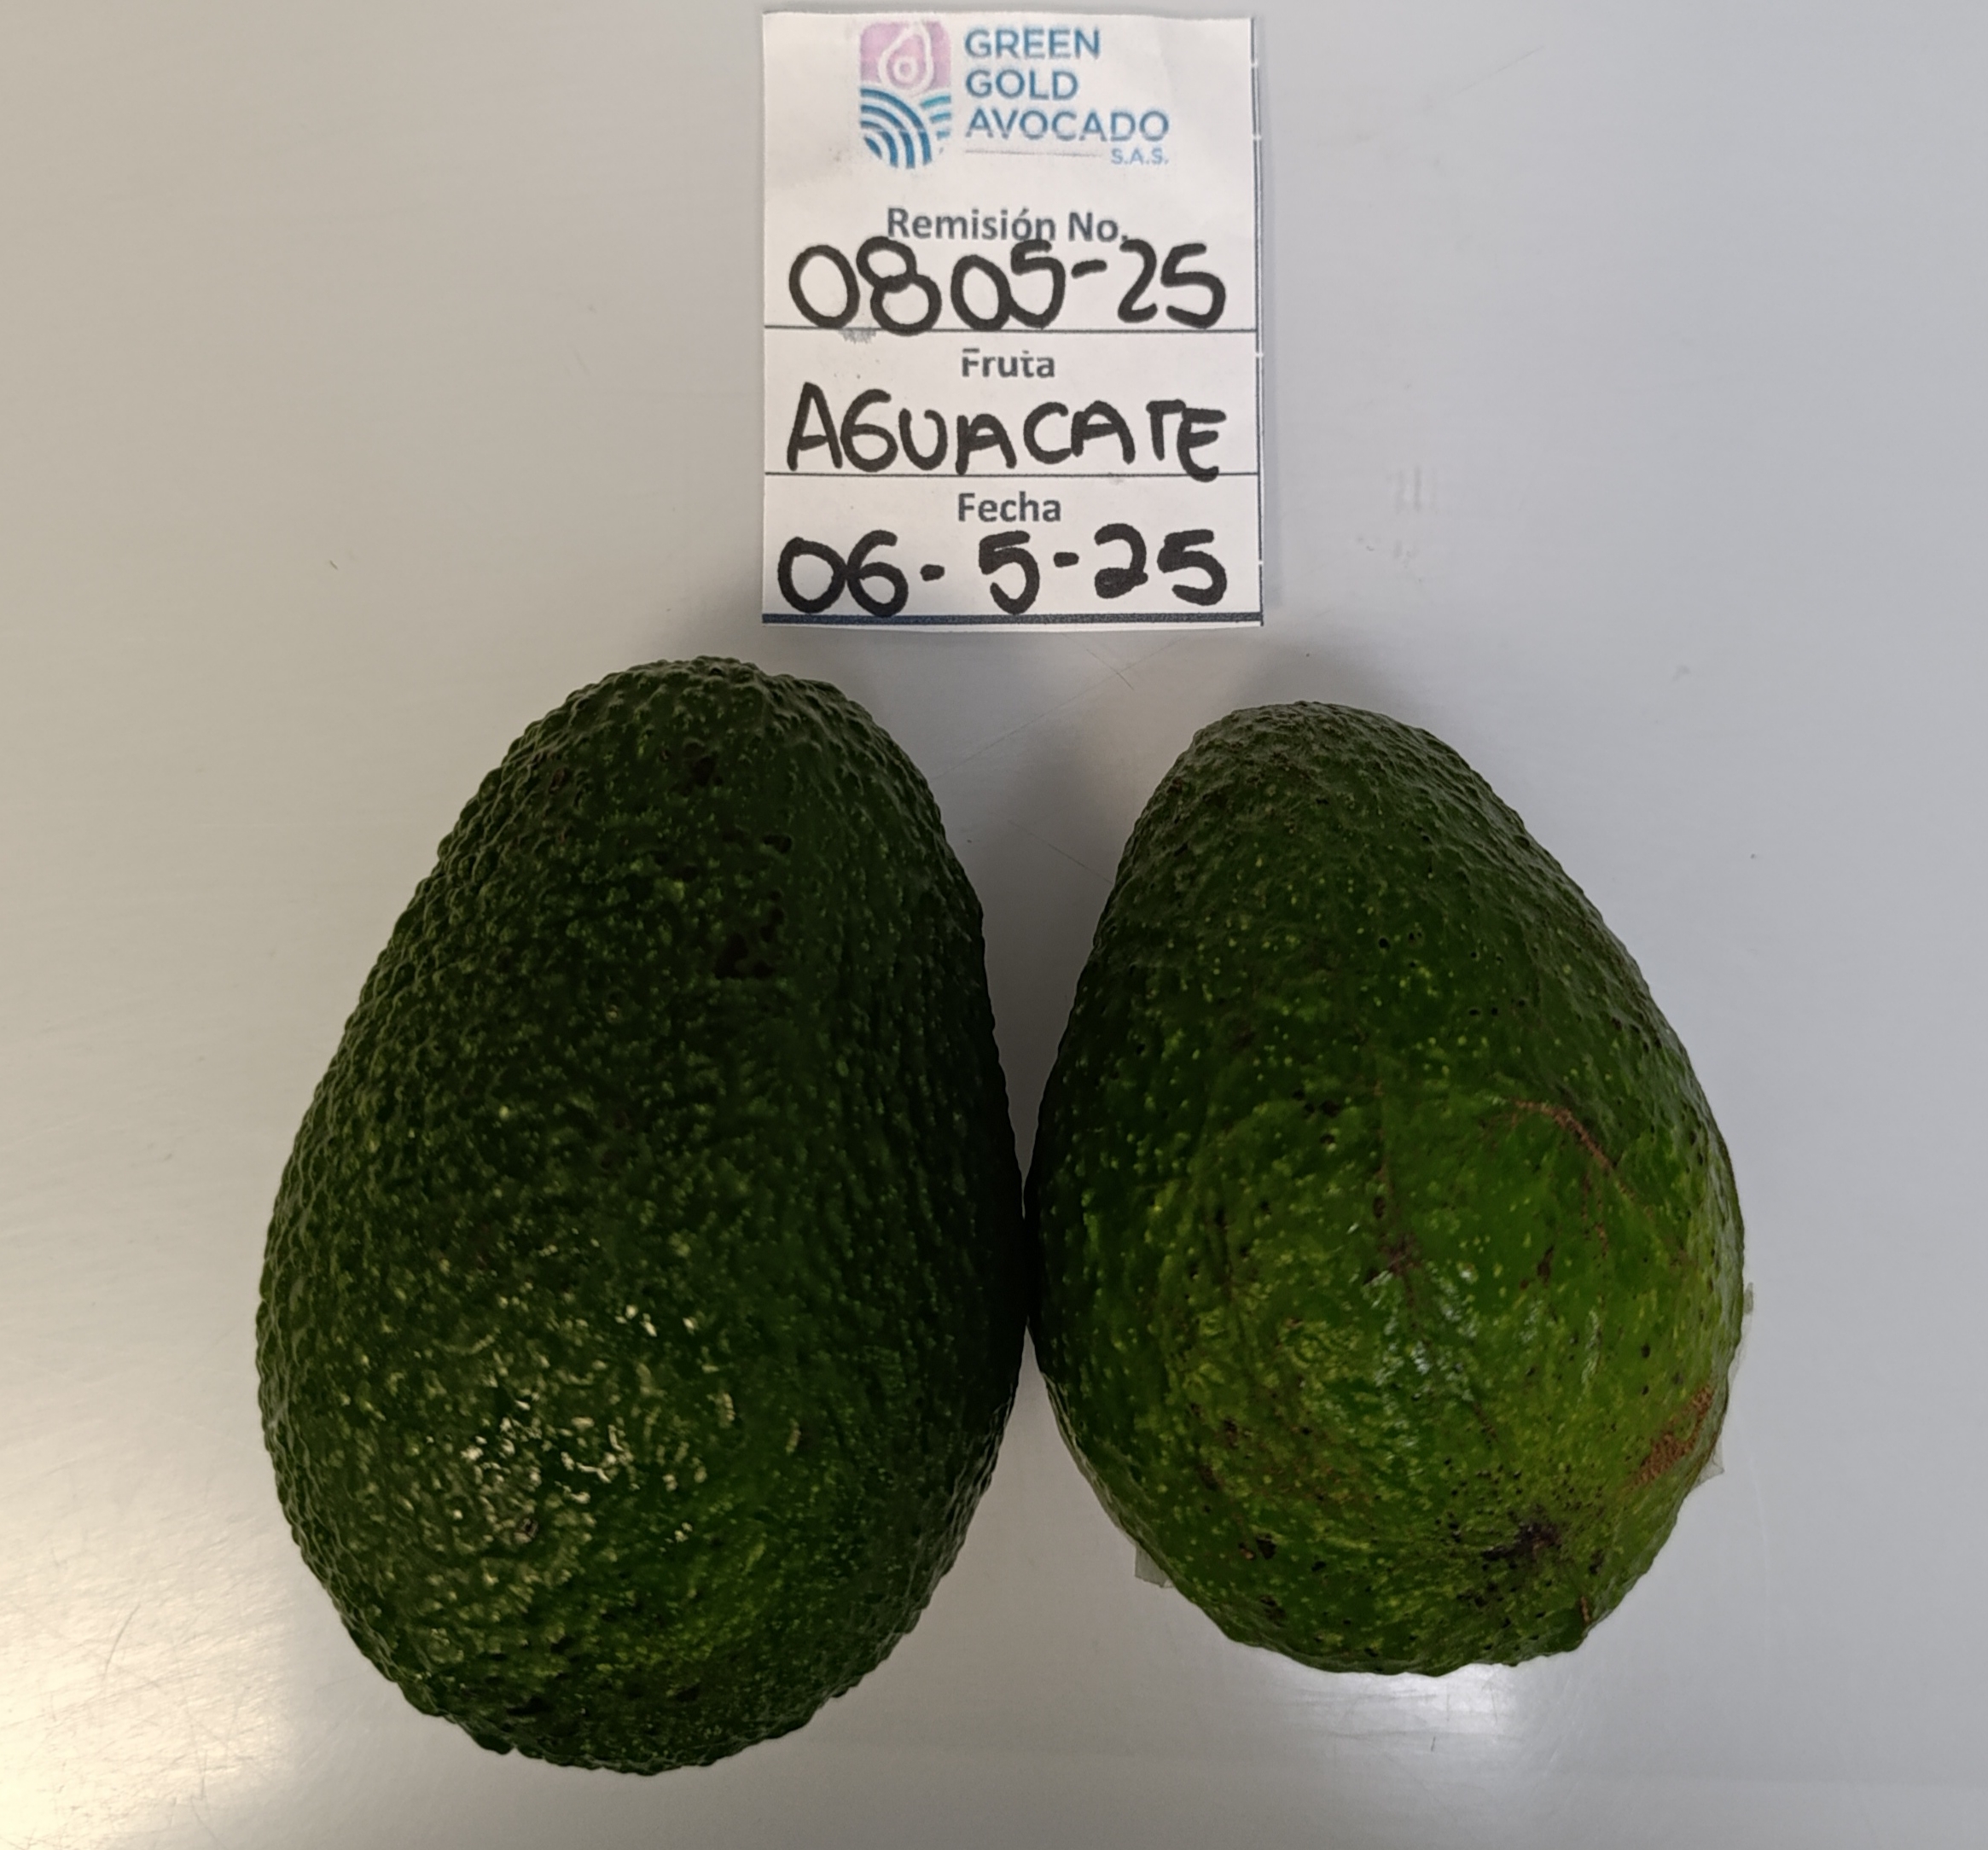 GREEN
GOLD
AVOCADO
S.A.S.
Remisión No.
0805-25
Fruta
AGUACATE
Fecha
06-5-25